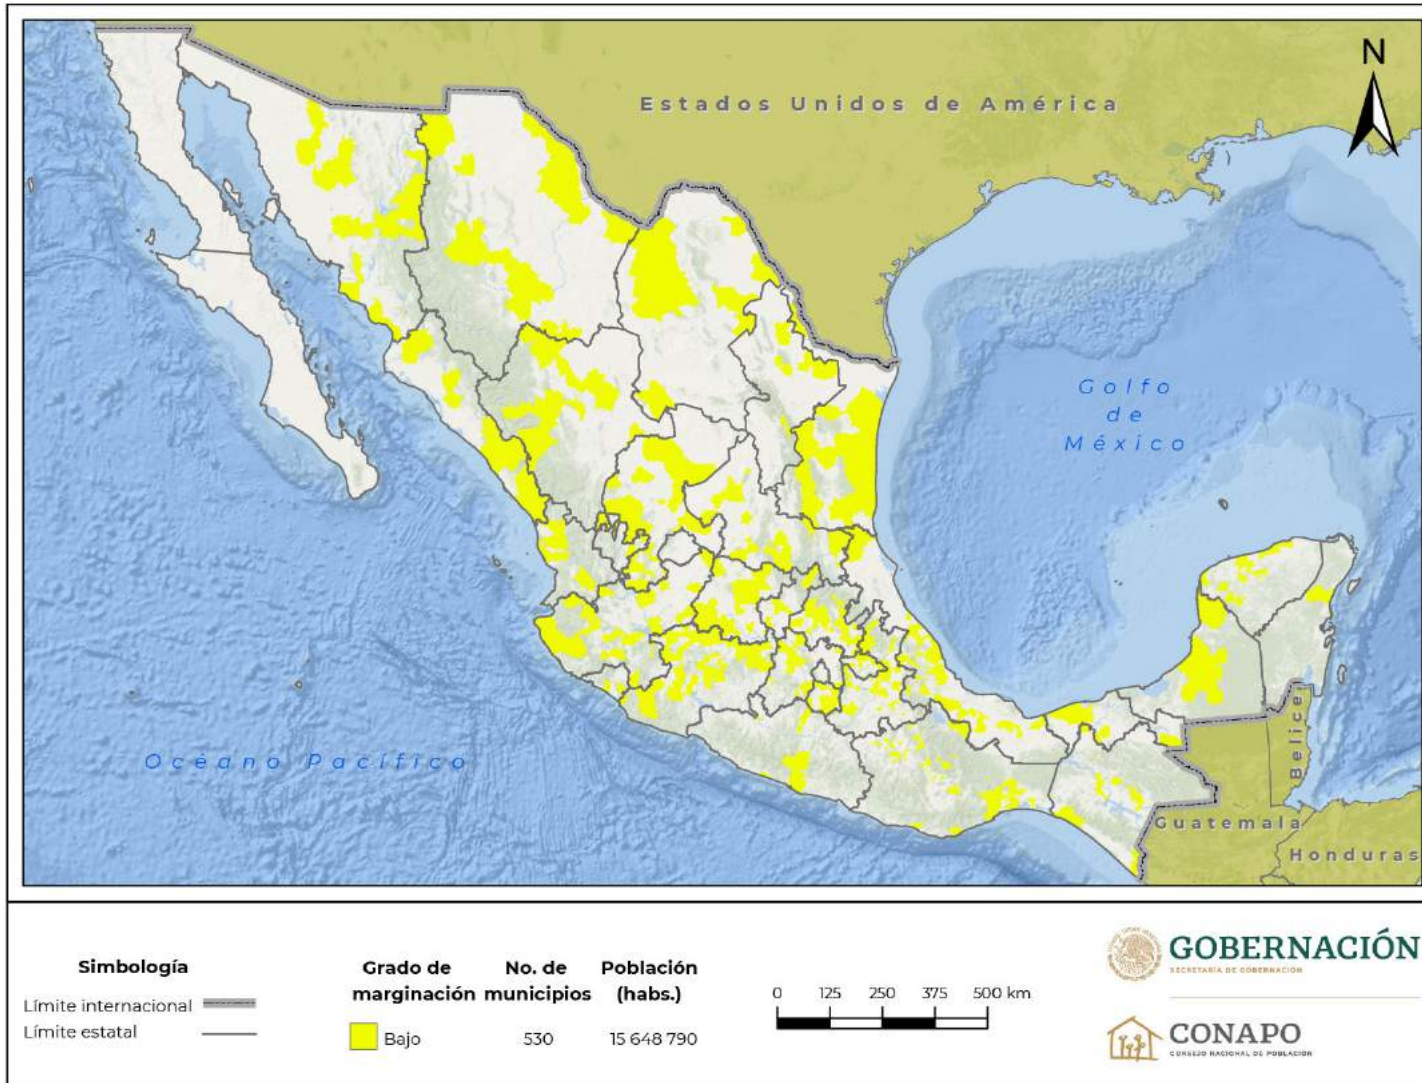 N
Estados Unidos de América
Golfo
de
México
Océano Pacífico
Belice
Guatemala
Honduras
Simbología
Límite internacional
Límite estatal
Grado de
marginación
No. de
municipios
Población
(habs.)
Bajo
530
15 648 790
0 125 250 375 500 km
GOBERNACIÓN
SECRETARÍA DE GOBERNACIÓN
CONAPO
CONSEJO NACIONAL DE POBLACIÓN